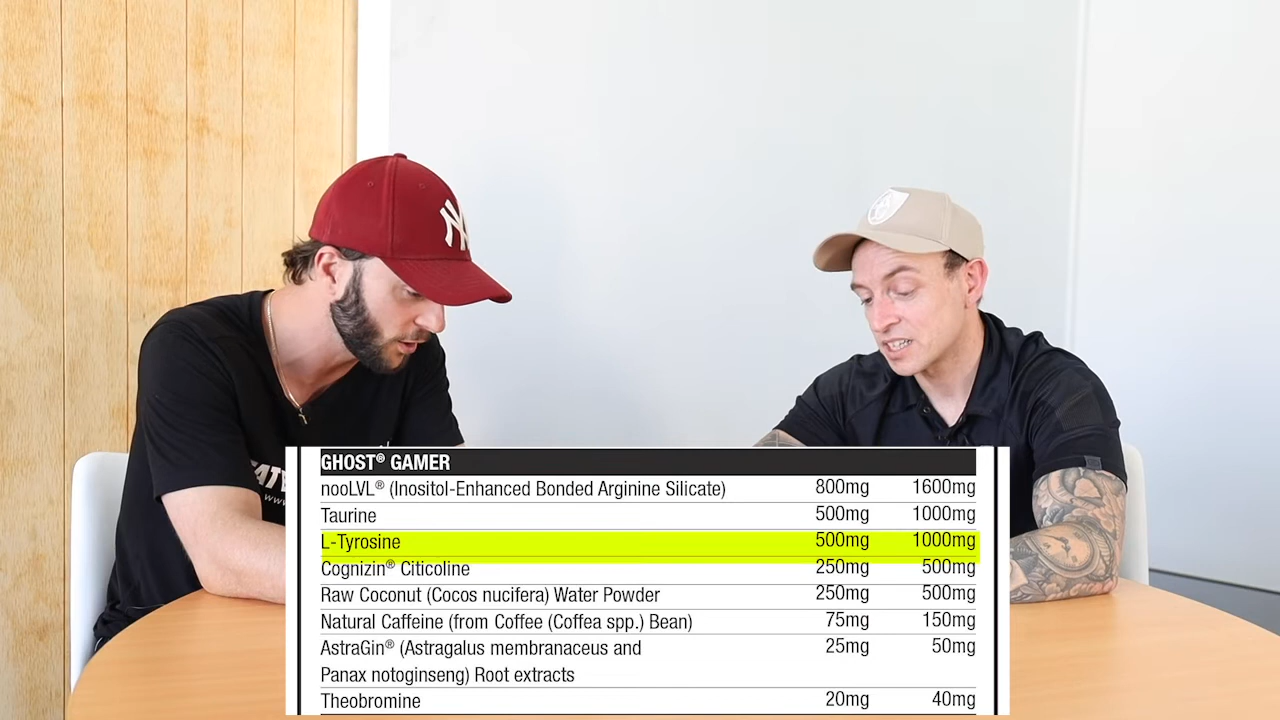 NY
GHOST® GAMER
nooLVL® (Inositol-Enhanced Bonded Arginine Silicate) 800mg 1600mg
Taurine 500mg 1000mg
L-Tyrosine 500mg 1000mg
Cognizin® Citicoline 250mg 500mg
Raw Coconut (Cocos nucifera) Water Powder 250mg 500mg
Natural Caffeine (from Coffee (Coffea spp.) Bean) 75mg 150mg
AstraGin® (Astragalus membranaceus and 25mg 50mg
Panax notoginseng) Root extracts
Theobromine 20mg 40mg